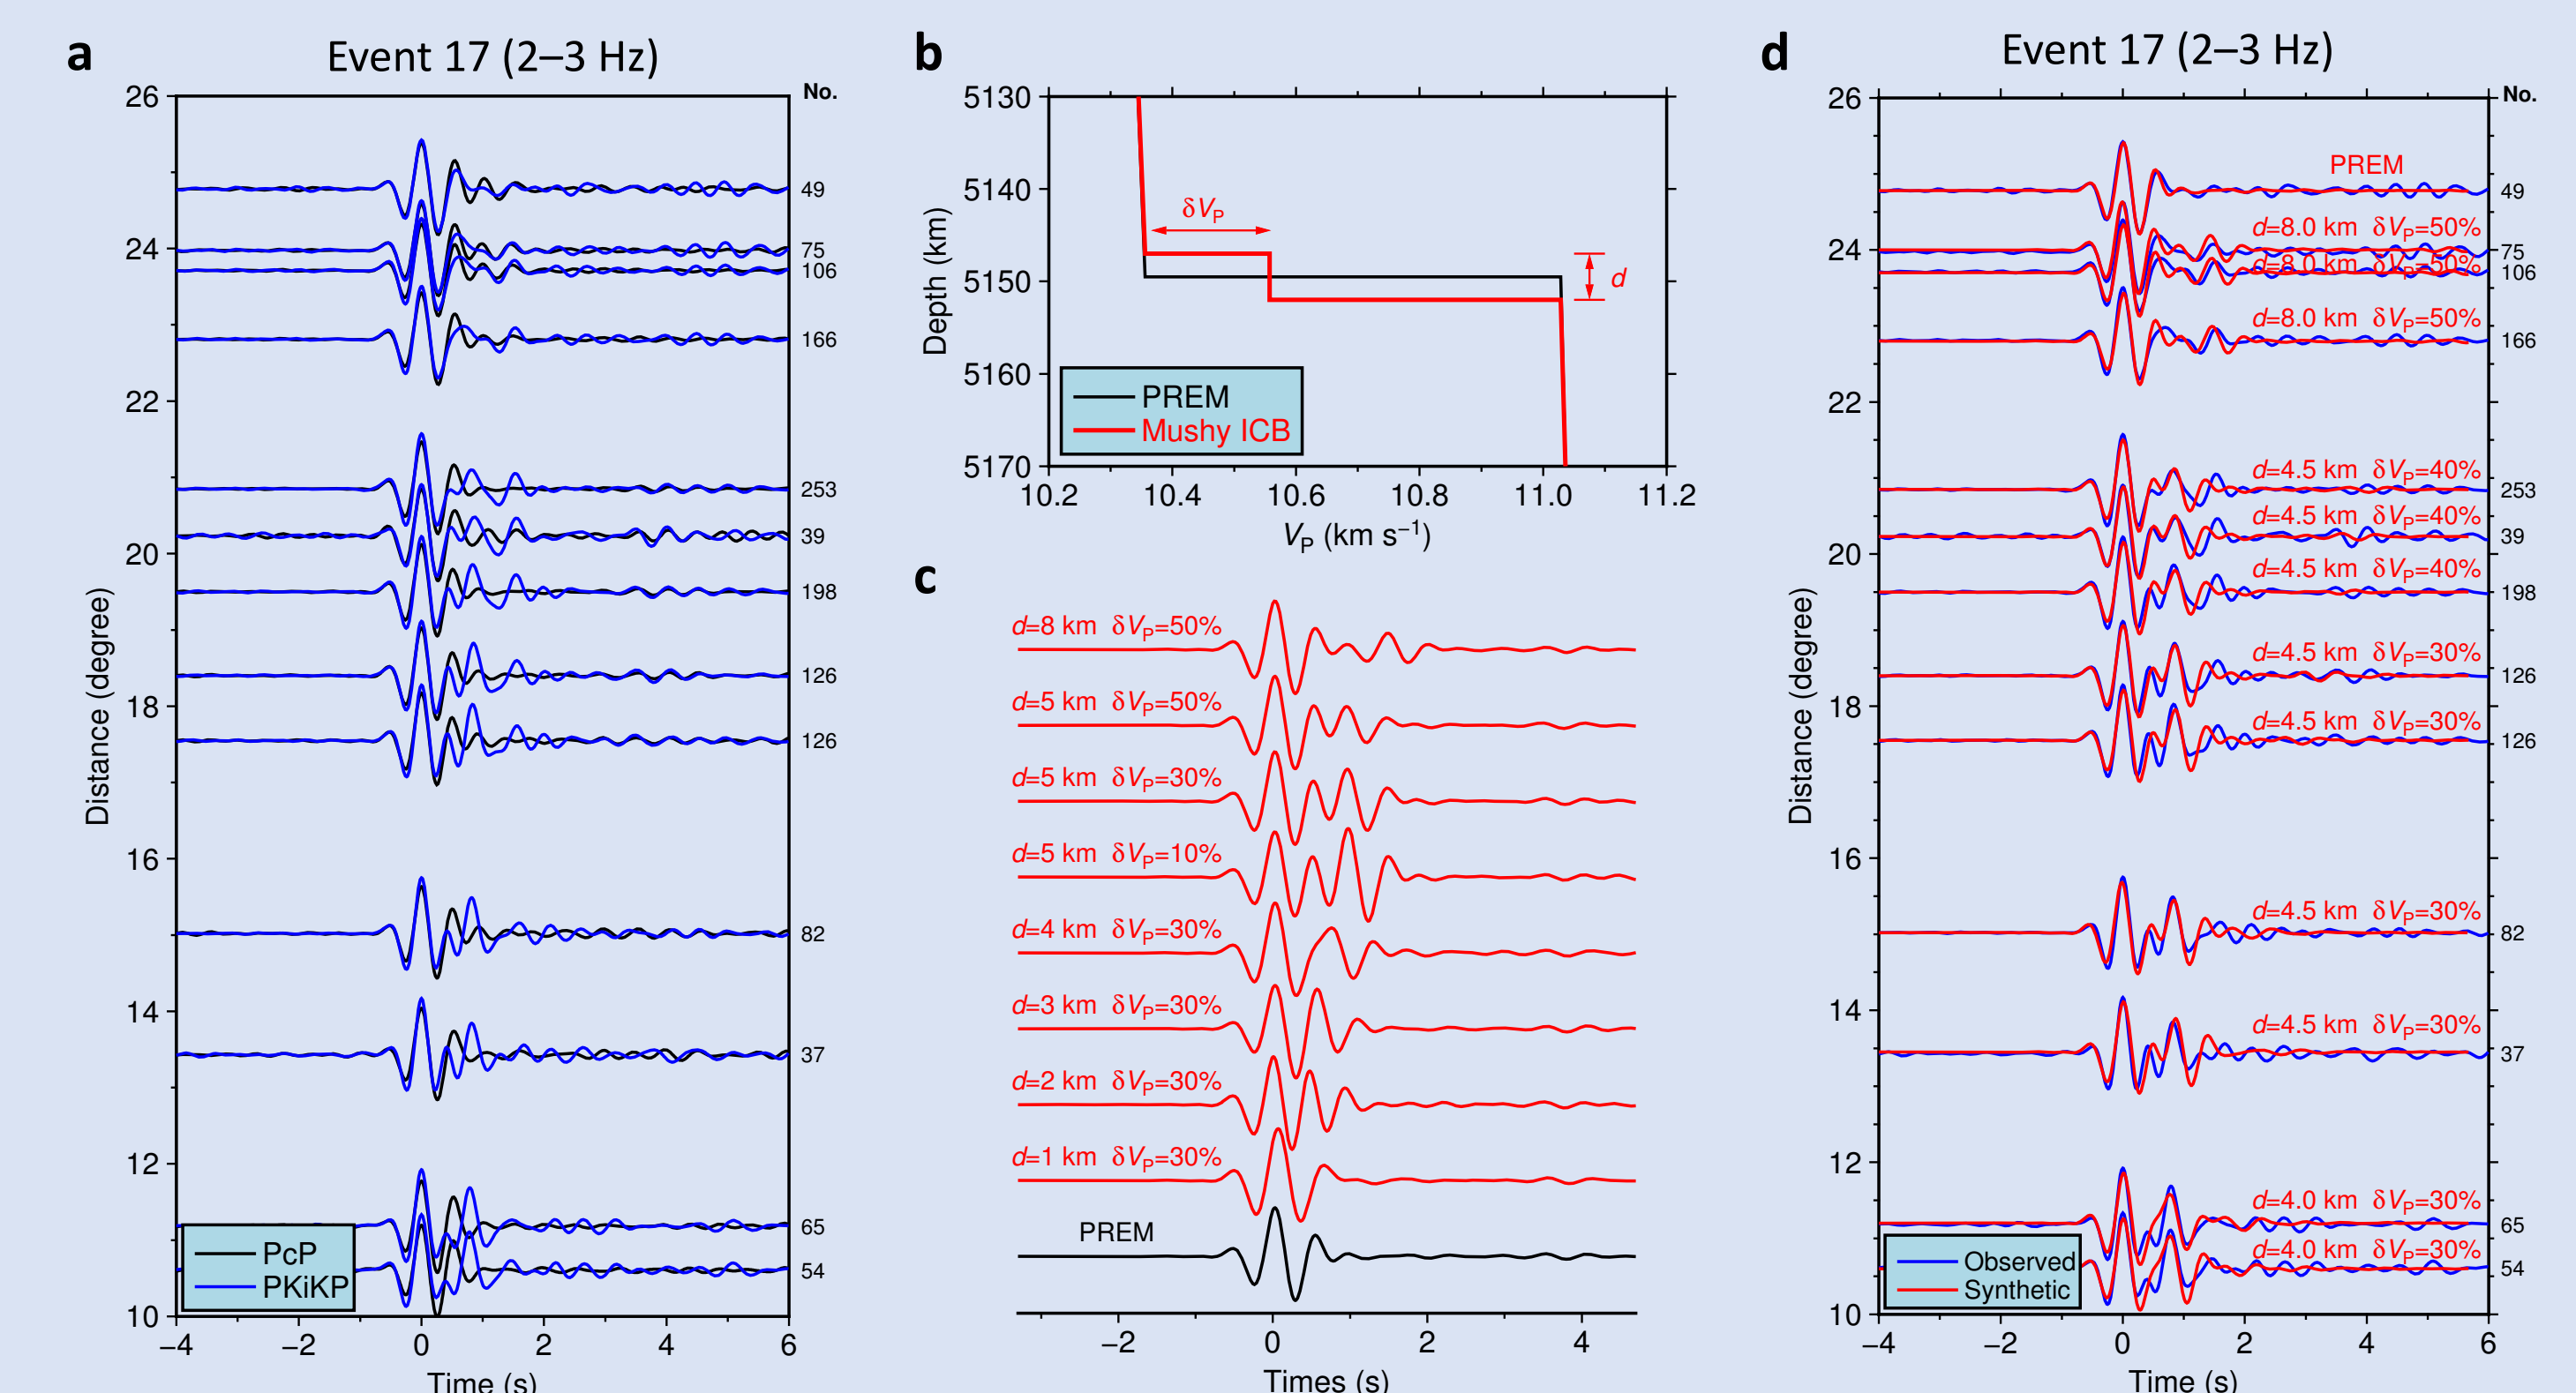 a
Event 17 (2–3 Hz)
No.
26
24
22
20
18
16
14
12
10
Distance (degree)
49
75
106
166
253
39
198
126
126
82
37
65
54
PcP
PKiKP
−4 −2 0 2 4 6
Time (s)
b
5130
5140
5150
5160
5170
Depth (km)
δVP
d
PREM
Mushy ICB
10.2 10.4 10.6 10.8 11.0 11.2
VP (km s−1)
c
d=8 km δVP=50%
d=5 km δVP=50%
d=5 km δVP=30%
d=5 km δVP=10%
d=4 km δVP=30%
d=3 km δVP=30%
d=2 km δVP=30%
d=1 km δVP=30%
PREM
−2 0 2 4
Times (s)
d
Event 17 (2–3 Hz)
No.
26
24
22
20
18
16
14
12
10
Distance (degree)
PREM
49
d=8.0 km δVP=50%
75
d=8.0 km δVP=50%
106
d=8.0 km δVP=50%
166
d=4.5 km δVP=40%
253
d=4.5 km δVP=40%
39
d=4.5 km δVP=40%
198
d=4.5 km δVP=30%
126
d=4.5 km δVP=30%
126
d=4.5 km δVP=30%
82
d=4.5 km δVP=30%
37
d=4.0 km δVP=30%
65
d=4.0 km δVP=30%
54
Observed
Synthetic
−4 −2 0 2 4 6
Time (s)